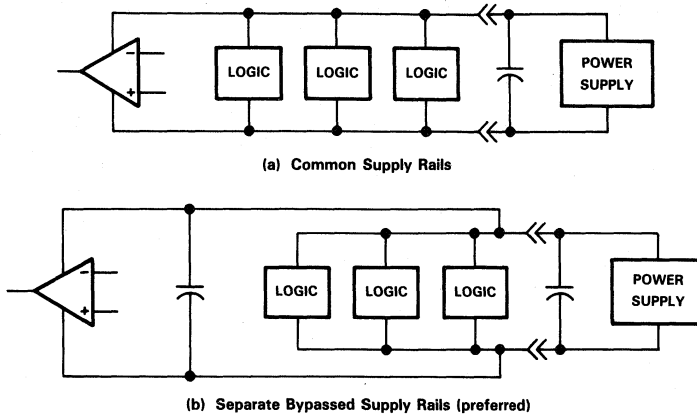 LOGIC
LOGIC
LOGIC
POWER
SUPPLY
(a) Common Supply Rails
LOGIC
LOGIC
LOGIC
POWER
SUPPLY
(b) Separate Bypassed Supply Rails (preferred)